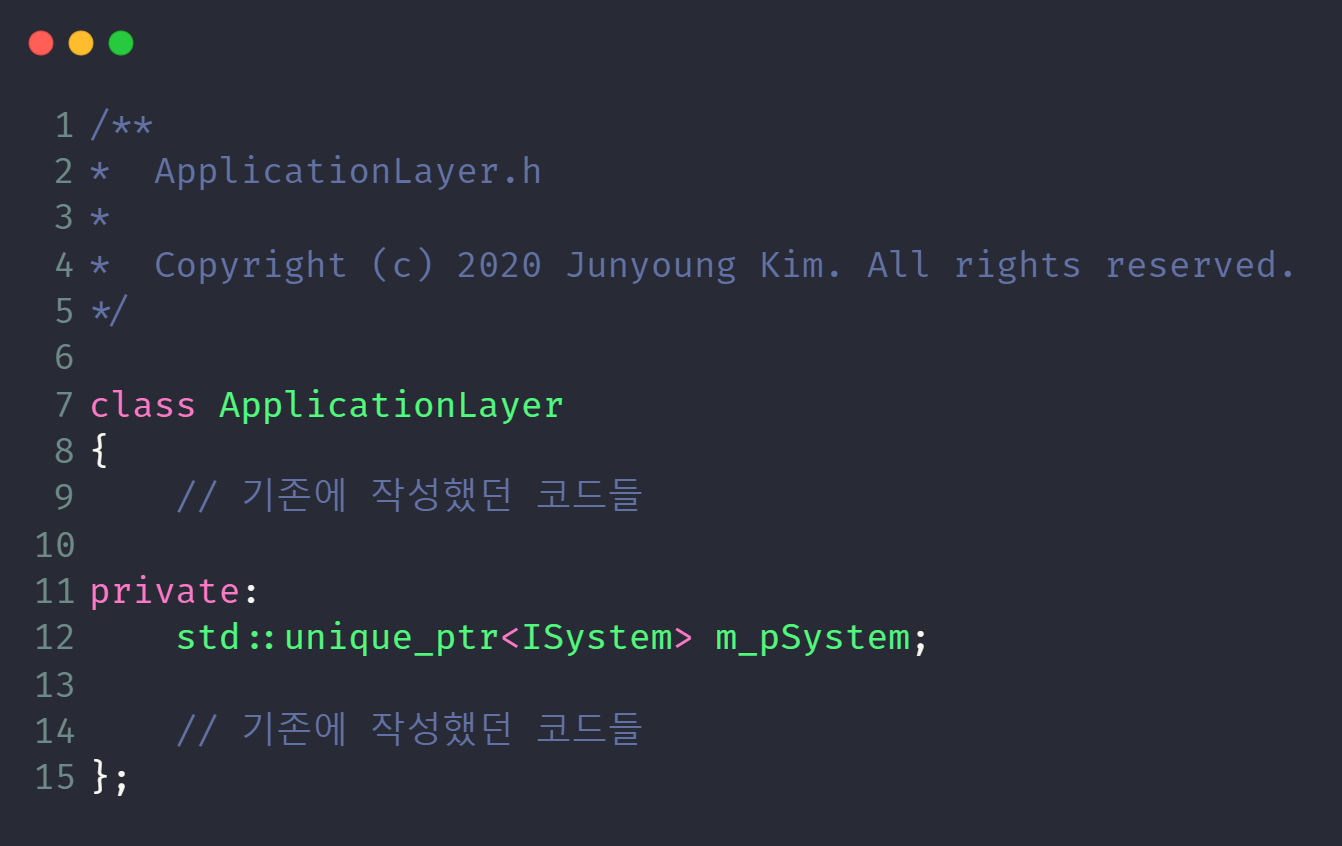 1 /**
2 *  ApplicationLayer.h
3 *
4 *  Copyright (c) 2020 Junyoung Kim. All rights reserved.
5 */
6
7 class ApplicationLayer
8 {
9     // 기존에 작성했던 코드들
10
11 private:
12     std::unique_ptr<ISystem> m_pSystem;
13
14     // 기존에 작성했던 코드들
15 };